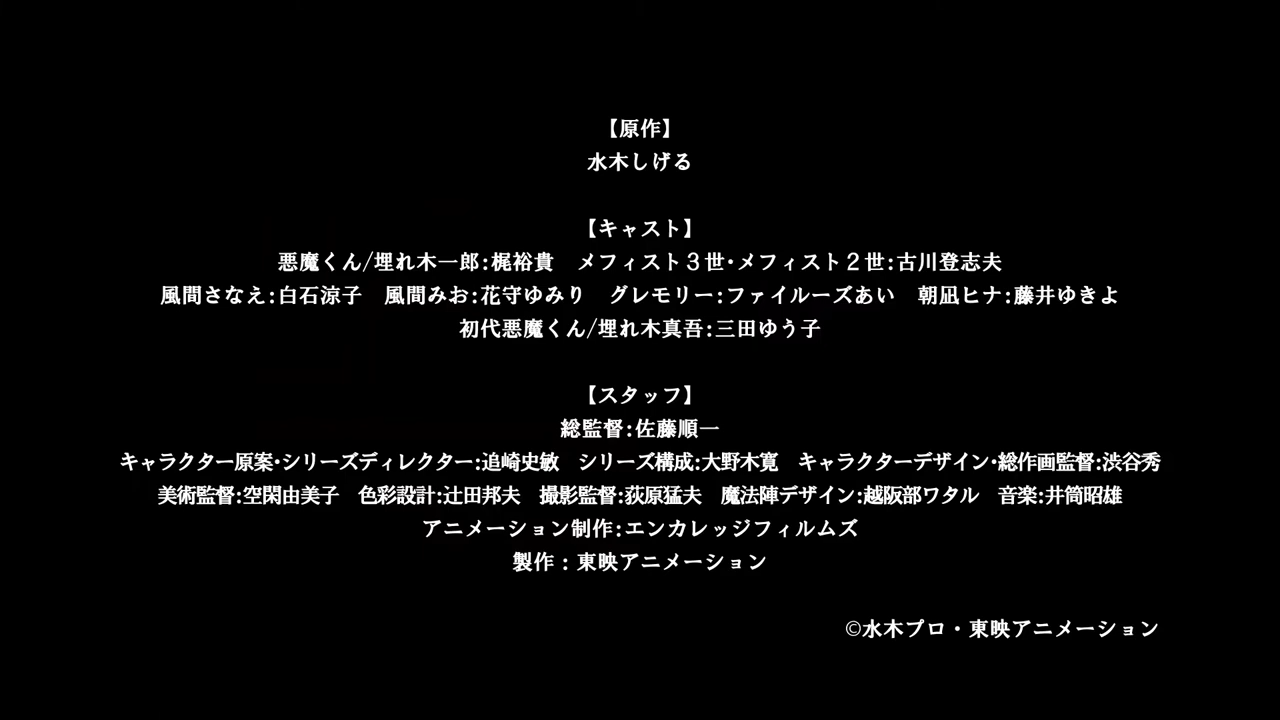 【原作】
水木しげる
【キャスト】
悪魔くん/埋れ木一郎:梶裕貴　メフィスト３世･メフィスト２世:古川登志夫
風間さなえ:白石涼子　風間みお:花守ゆみり　グレモリー:ファイルーズあい　朝凪ヒナ:藤井ゆきよ
初代悪魔くん/埋れ木真吾:三田ゆう子
【スタッフ】
総監督:佐藤順一
キャラクター原案･シリーズディレクター:追崎史敏　シリーズ構成:大野木寛　キャラクターデザイン･総作画監督:渋谷秀
美術監督:空閑由美子　色彩設計:辻田邦夫　撮影監督:荻原猛夫　魔法陣デザイン:越阪部ワタル　音楽:井筒昭雄
アニメーション制作:エンカレッジフィルムズ
製作：東映アニメーション
©水木プロ・東映アニメーション